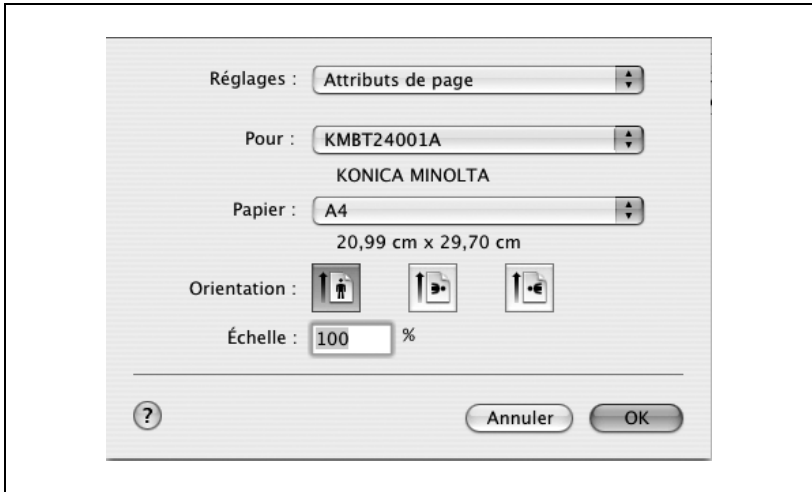 Réglages : Attributs de page
Pour : KMBT24001A
KONICA MINOLTA
Papier : A4
20,99 cm x 29,70 cm
Orientation :
Échelle : 100 %
? Annuler OK